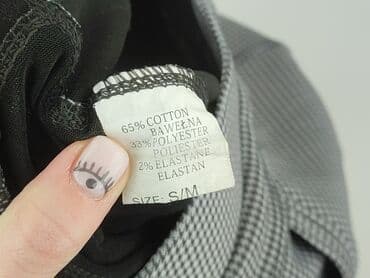 65% COTTON
BAWEŁNA
33% POLYESTER
POLIESTER
2% ELASTANE
ELASTAN
SIZE: S/M